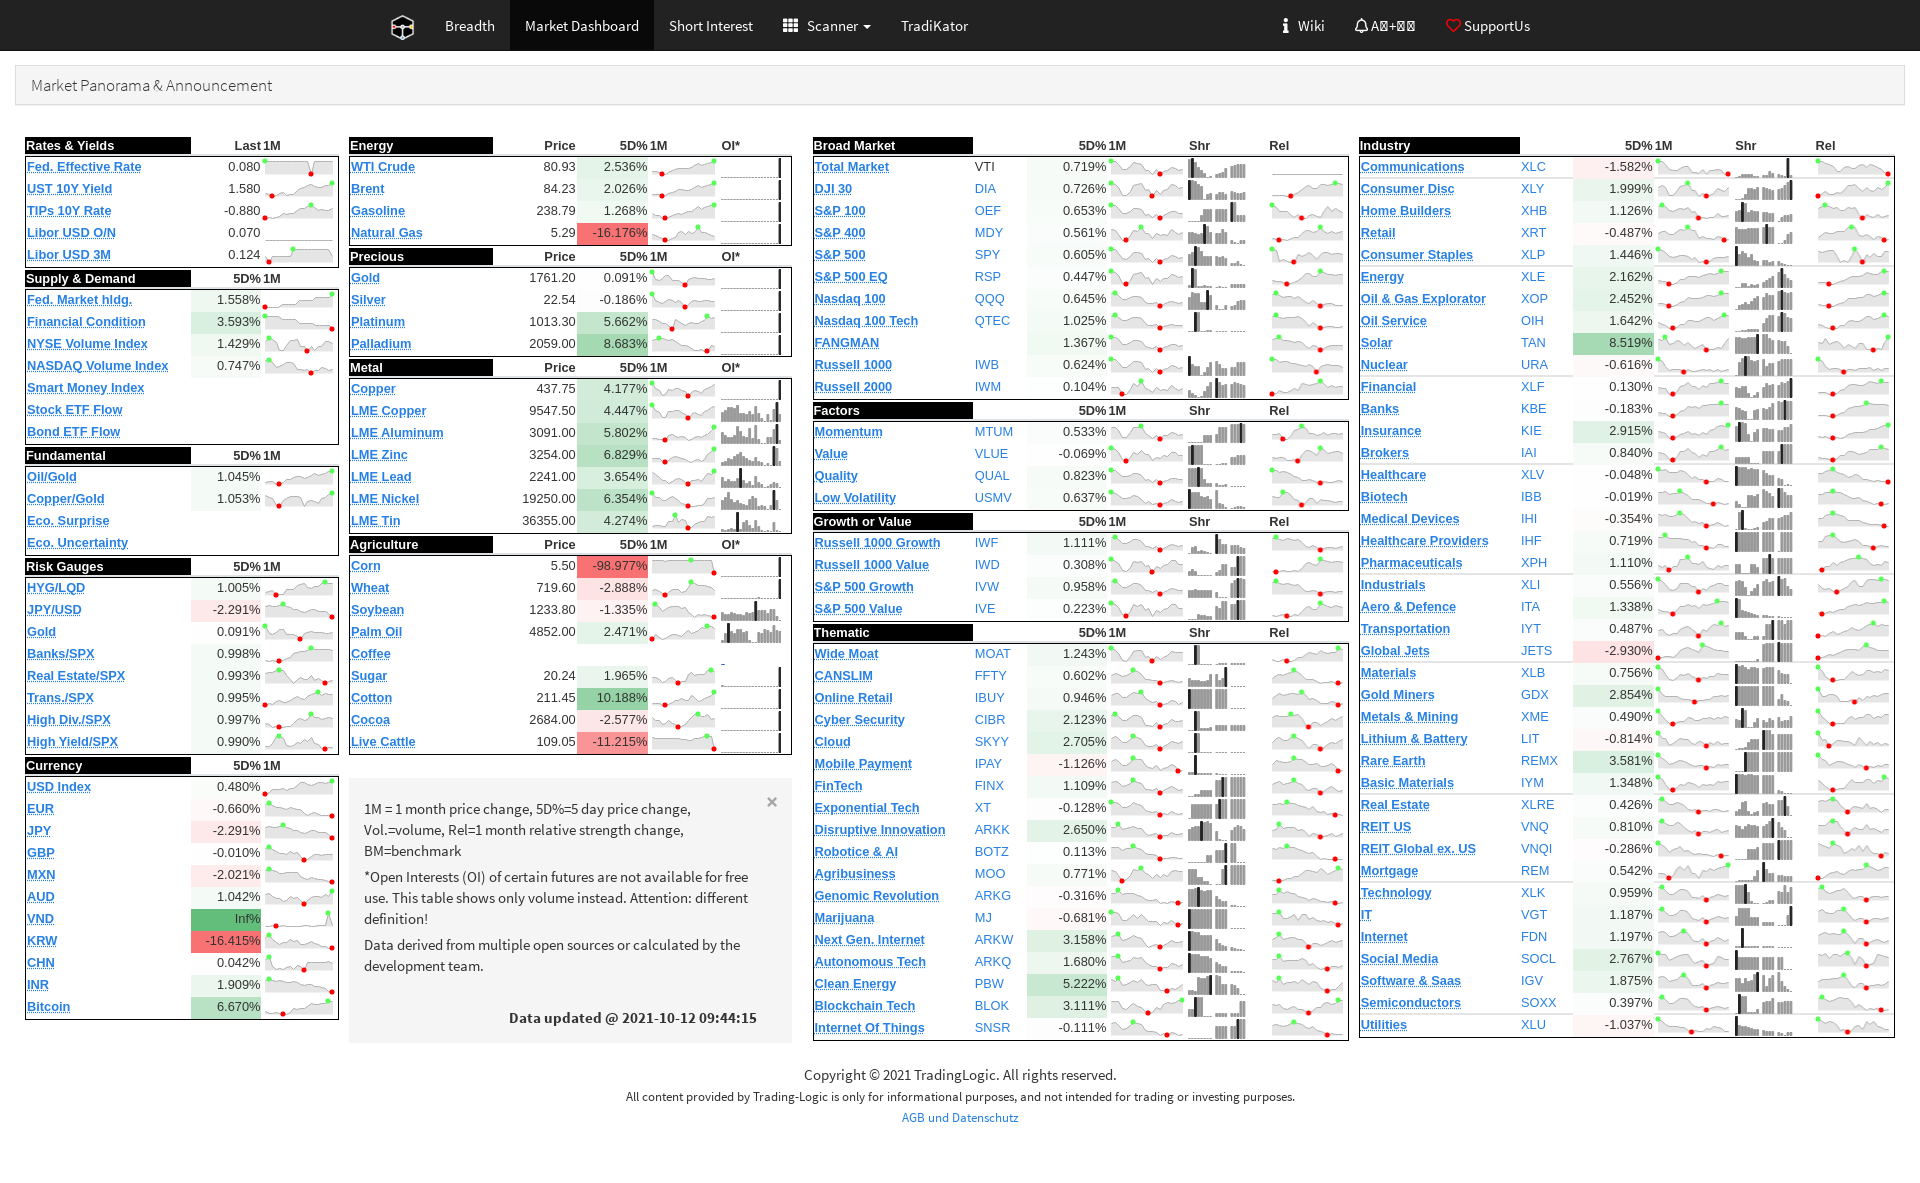 Breadth Market Dashboard Short Interest Scanner TradiKator Wiki SupportUs
Market Panorama & Announcement
Rates & Yields Last 1M
Fed. Effective Rate 0.080
UST 10Y Yield 1.580
TIPs 10Y Rate -0.880
Libor USD O/N 0.070
Libor USD 3M 0.124
Supply & Demand 5D% 1M
Fed. Market hldg. 1.558%
Financial Condition 3.593%
NYSE Volume Index 1.429%
NASDAQ Volume Index 0.747%
Smart Money Index
Stock ETF Flow
Bond ETF Flow
Fundamental 5D% 1M
Oil/Gold 1.045%
Copper/Gold 1.053%
Eco. Surprise
Eco. Uncertainty
Risk Gauges 5D% 1M
HYG/LQD 1.005%
JPY/USD -2.291%
Gold 0.091%
Banks/SPX 0.998%
Real Estate/SPX 0.993%
Trans./SPX 0.995%
High Div./SPX 0.997%
High Yield/SPX 0.990%
Currency 5D% 1M
USD Index 0.480%
EUR -0.660%
JPY -2.291%
GBP -0.010%
MXN -2.021%
AUD 1.042%
VND Inf%
KRW -16.415%
CHN 0.042%
INR 1.909%
Bitcoin 6.670%
Energy Price 5D% 1M OI*
WTI Crude 80.93 2.536%
Brent 84.23 2.026%
Gasoline 238.79 1.268%
Natural Gas 5.29 -16.176%
Precious Price 5D% 1M OI*
Gold 1761.20 0.091%
Silver 22.54 -0.186%
Platinum 1013.30 5.662%
Palladium 2059.00 8.683%
Metal Price 5D% 1M OI*
Copper 437.75 4.177%
LME Copper 9547.50 4.447%
LME Aluminum 3091.00 5.802%
LME Zinc 3254.00 6.829%
LME Lead 2241.00 3.654%
LME Nickel 19250.00 6.354%
LME Tin 36355.00 4.274%
Agriculture Price 5D% 1M OI*
Corn 5.50 -98.977%
Wheat 719.60 -2.888%
Soybean 1233.80 -1.335%
Palm Oil 4852.00 2.471%
Coffee -
Sugar 20.24 1.965%
Cotton 211.45 10.188%
Cocoa 2684.00 -2.577%
Live Cattle 109.05 -11.215%
×
1M = 1 month price change, 5D%=5 day price change,
Vol.=volume, Rel=1 month relative strength change,
BM=benchmark
*Open Interests (OI) of certain futures are not available for free
use. This table shows only volume instead. Attention: different
definition!
Data derived from multiple open sources or calculated by the
development team.
Data updated @ 2021-10-12 09:44:15
Broad Market 5D% 1M Shr Rel
Total Market VTI 0.719%
DJI 30 DIA 0.726%
S&P 100 OEF 0.653%
S&P 400 MDY 0.561%
S&P 500 SPY 0.605%
S&P 500 EQ RSP 0.447%
Nasdaq 100 QQQ 0.645%
Nasdaq 100 Tech QTEC 1.025%
FANGMAN 1.367%
Russell 1000 IWB 0.624%
Russell 2000 IWM 0.104%
Factors 5D% 1M Shr Rel
Momentum MTUM 0.533%
Value VLUE -0.069%
Quality QUAL 0.823%
Low Volatility USMV 0.637%
Growth or Value 5D% 1M Shr Rel
Russell 1000 Growth IWF 1.111%
Russell 1000 Value IWD 0.308%
S&P 500 Growth IVW 0.958%
S&P 500 Value IVE 0.223%
Thematic 5D% 1M Shr Rel
Wide Moat MOAT 1.243%
CANSLIM FFTY 0.602%
Online Retail IBUY 0.946%
Cyber Security CIBR 2.123%
Cloud SKYY 2.705%
Mobile Payment IPAY -1.126%
FinTech FINX 1.109%
Exponential Tech XT -0.128%
Disruptive Innovation ARKK 2.650%
Robotice & AI BOTZ 0.113%
Agribusiness MOO 0.771%
Genomic Revolution ARKG -0.316%
Marijuana MJ -0.681%
Next Gen. Internet ARKW 3.158%
Autonomous Tech ARKQ 1.680%
Clean Energy PBW 5.222%
Blockchain Tech BLOK 3.111%
Internet Of Things SNSR -0.111%
Industry 5D% 1M Shr Rel
Communications XLC -1.582%
Consumer Disc XLY 1.999%
Home Builders XHB 1.126%
Retail XRT -0.487%
Consumer Staples XLP 1.446%
Energy XLE 2.162%
Oil & Gas Explorator XOP 2.452%
Oil Service OIH 1.642%
Solar TAN 8.519%
Nuclear URA -0.616%
Financial XLF 0.130%
Banks KBE -0.183%
Insurance KIE 2.915%
Brokers IAI 0.840%
Healthcare XLV -0.048%
Biotech IBB -0.019%
Medical Devices IHI -0.354%
Healthcare Providers IHF 0.719%
Pharmaceuticals XPH 1.110%
Industrials XLI 0.556%
Aero & Defence ITA 1.338%
Transportation IYT 0.487%
Global Jets JETS -2.930%
Materials XLB 0.756%
Gold Miners GDX 2.854%
Metals & Mining XME 0.490%
Lithium & Battery LIT -0.814%
Rare Earth REMX 3.581%
Basic Materials IYM 1.348%
Real Estate XLRE 0.426%
REIT US VNQ 0.810%
REIT Global ex. US VNQI -0.286%
Mortgage REM 0.542%
Technology XLK 0.959%
IT VGT 1.187%
Internet FDN 1.197%
Social Media SOCL 2.767%
Software & Saas IGV 1.875%
Semiconductors SOXX 0.397%
Utilities XLU -1.037%
Copyright © 2021 TradingLogic. All rights reserved.
All content provided by Trading-Logic is only for informational purposes, and not intended for trading or investing purposes.
AGB und Datenschutz